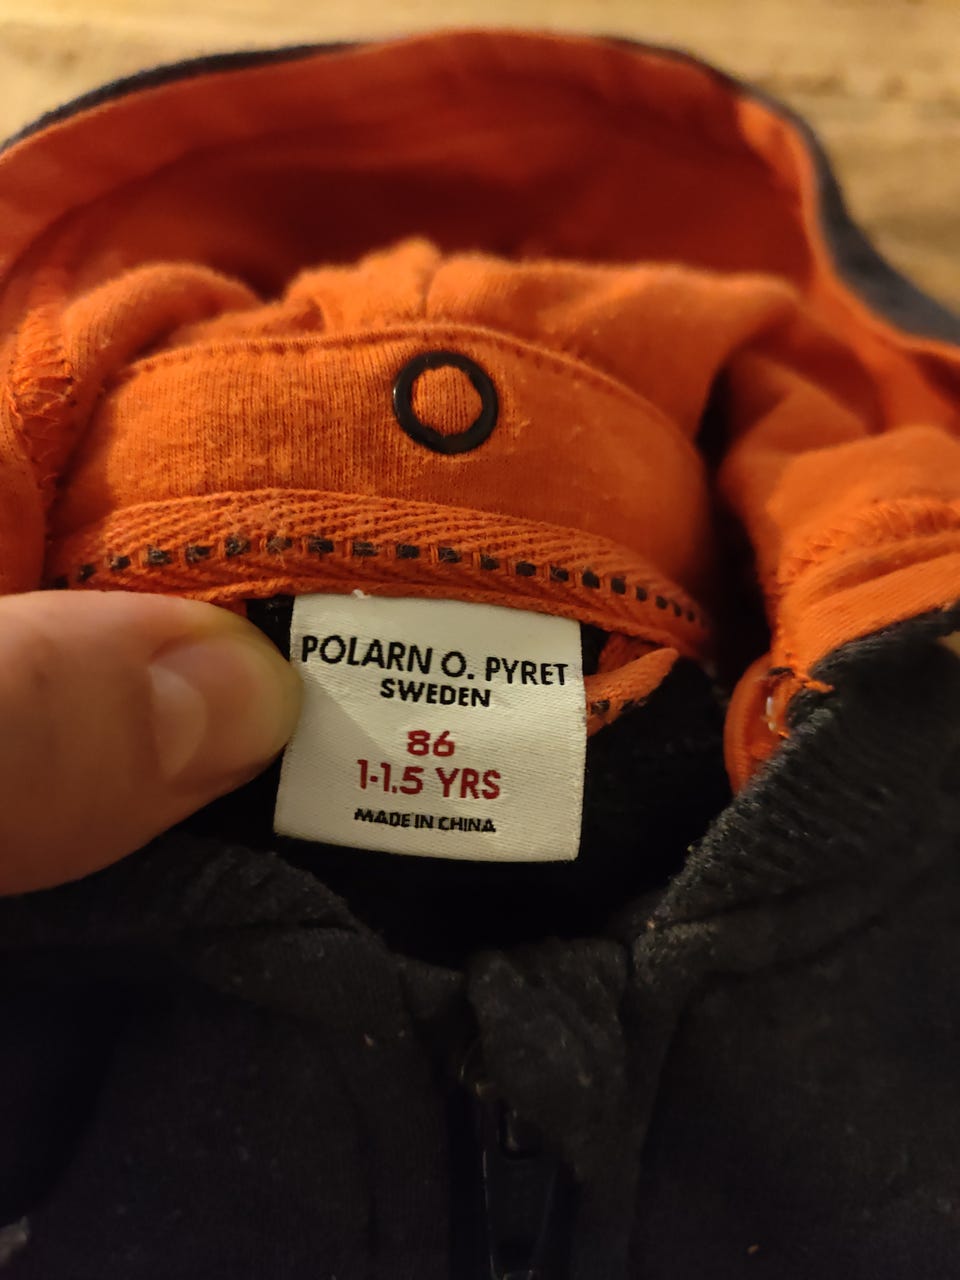 POLARN O. PYRET
SWEDEN
86
1-1.5 YRS
MADE IN CHINA